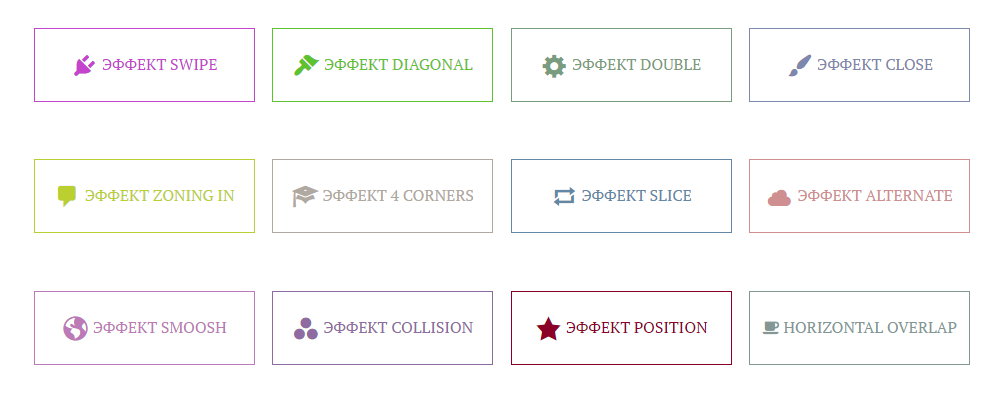 ЭФФЕКТ SWIPE
ЭФФЕКТ DIAGONAL
ЭФФЕКТ DOUBLE
ЭФФЕКТ CLOSE
ЭФФЕКТ ZONING IN
ЭФФЕКТ 4 CORNERS
ЭФФЕКТ SLICE
ЭФФЕКТ ALTERNATE
ЭФФЕКТ SMOOSH
ЭФФЕКТ COLLISION
ЭФФЕКТ POSITION
HORIZONTAL OVERLAP